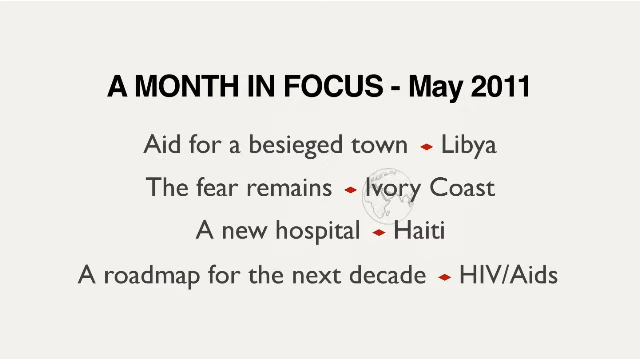 A MONTH IN FOCUS - May 2011
Aid for a besieged town ♦ Libya
The fear remains ♦ Ivory Coast
A new hospital ♦ Haiti
A roadmap for the next decade ♦ HIV/Aids